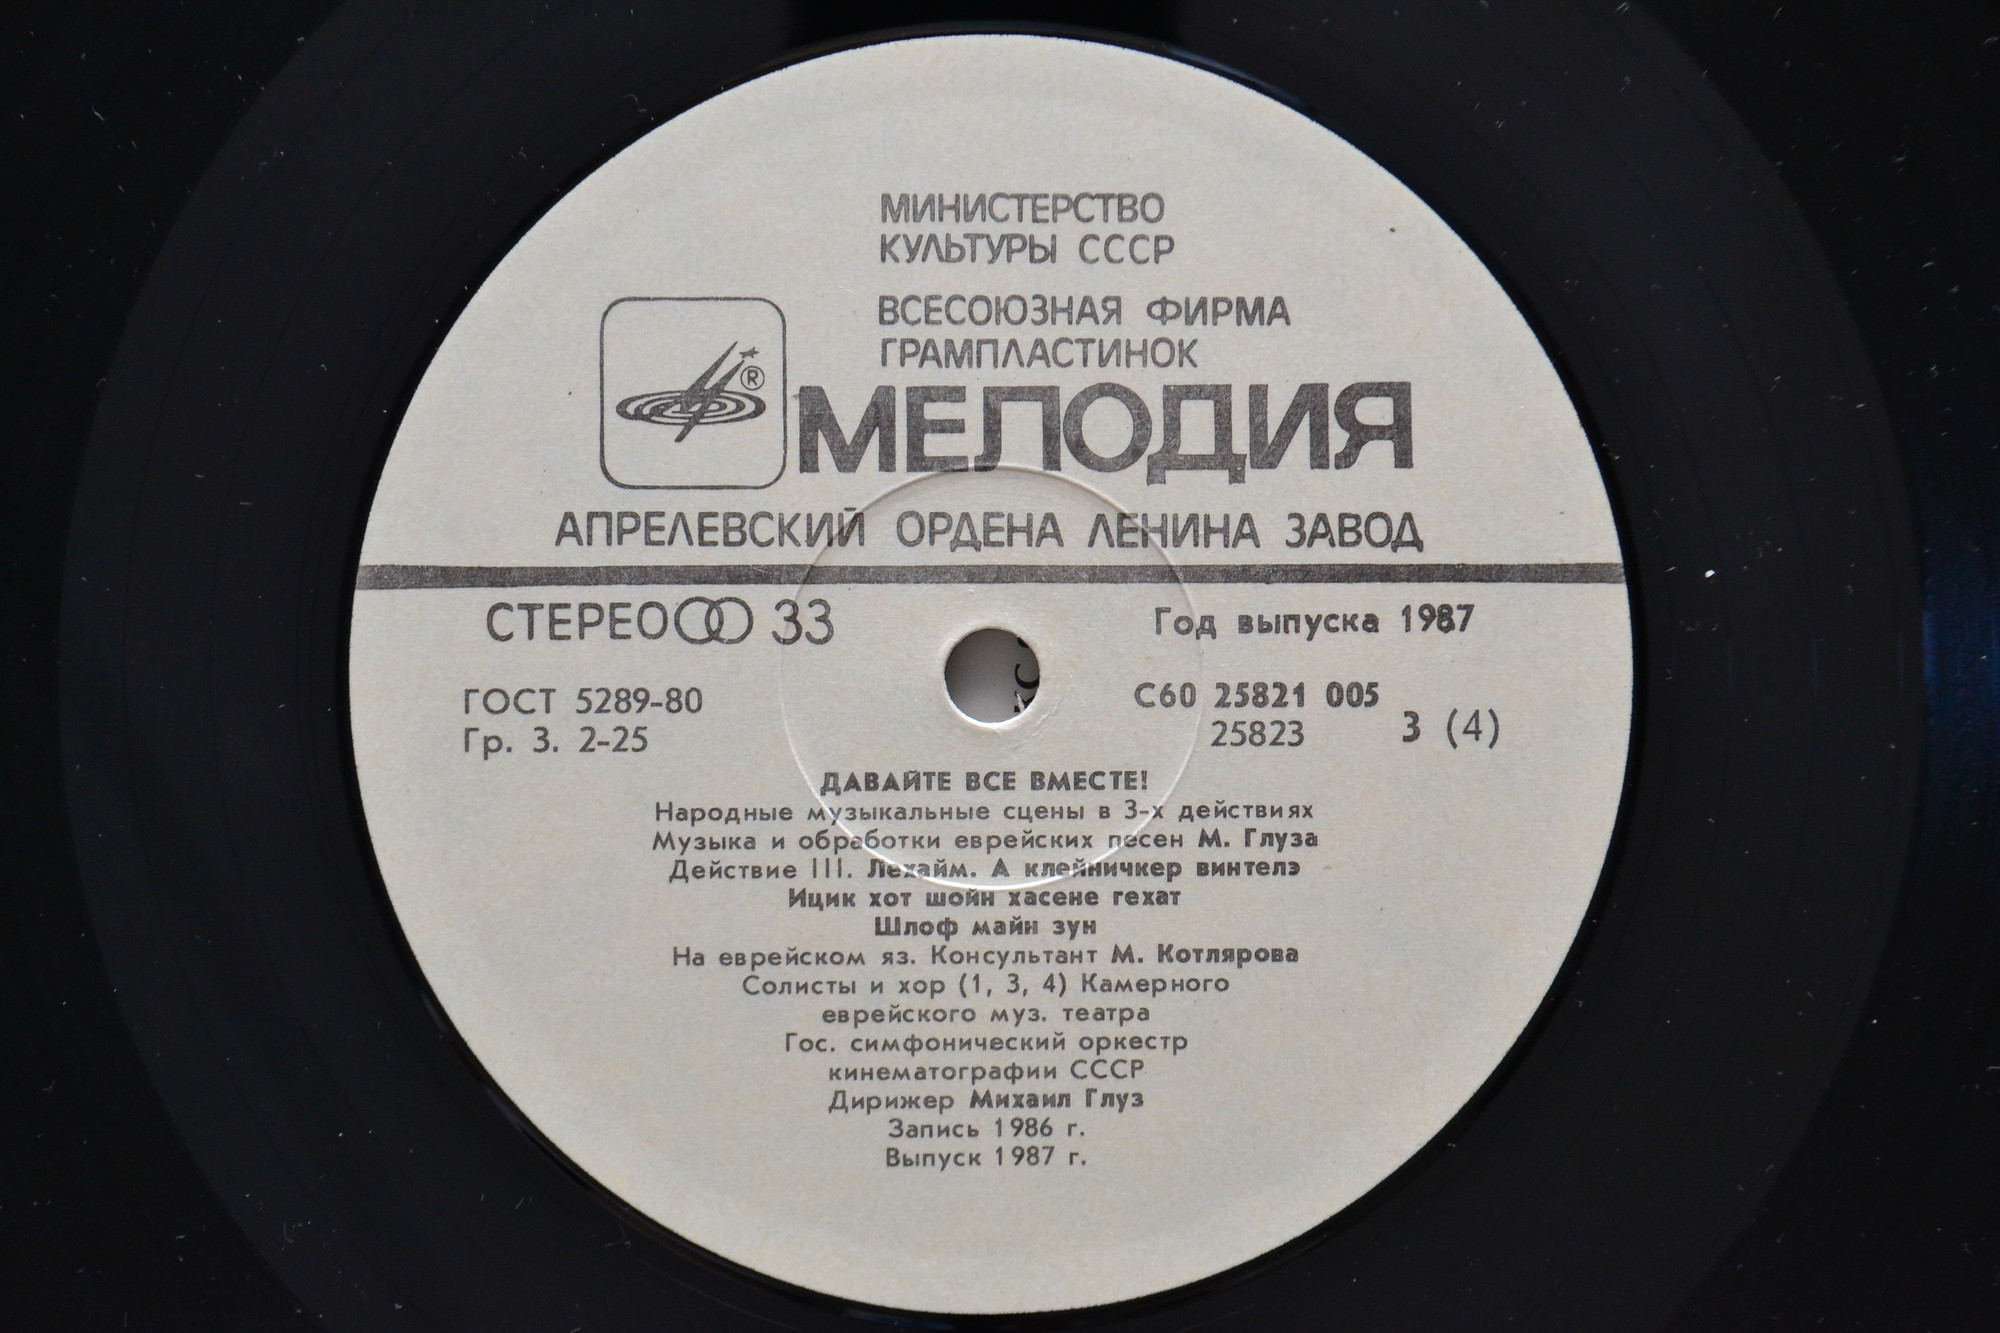 МИНИСТЕРСТВО
КУЛЬТУРЫ СССР
ВСЕСОЮЗНАЯ ФИРМА
ГРАМПЛАСТИНОК
®
МЕЛОДИЯ
АПРЕЛЕВСКИЙ ОРДЕНА ЛЕНИНА ЗАВОД
СТЕРЕО 33
Год выпуска 1987
ГОСТ 5289-80
Гр. 3. 2-25
С60 25821 005
25823
3 (4)
ДАВАЙТЕ ВСЕ ВМЕСТЕ!
Народные музыкальные сцены в 3-х действиях
Музыка и обработки еврейских песен М. Глуза
Действие III. Лехайм. А клейничкер винтелэ
Ицик хот шойн хасене гехат
Шлоф майн зун
На еврейском яз. Консультант М. Котлярова
Солисты и хор (1, 3, 4) Камерного
еврейского муз. театра
Гос. симфонический оркестр
кинематографии СССР
Дирижер Михаил Глуз
Запись 1986 г.
Выпуск 1987 г.